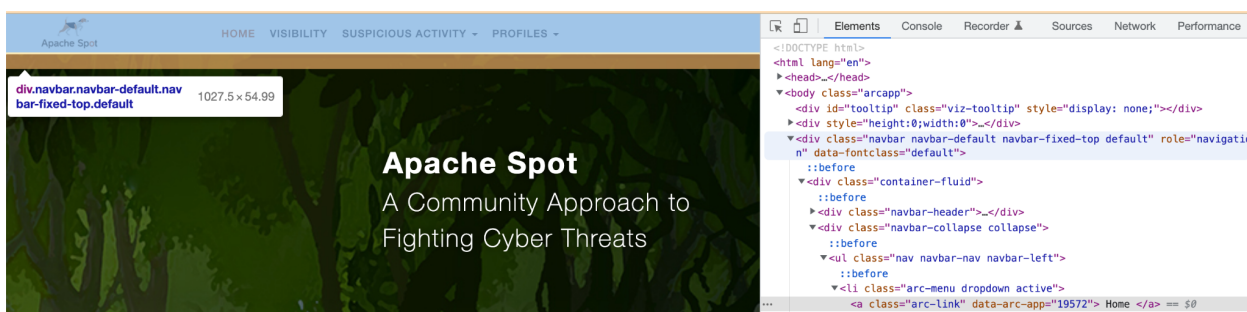 Apache Spot
HOME VISIBILITY SUSPICIOUS ACTIVITY PROFILES
div.navbar.navbar-default.nav
bar-fixed-top.default
1027.5 × 54.99
Apache Spot
A Community Approach to
Fighting Cyber Threats
Elements Console Recorder Sources Network Performance
<!DOCTYPE html>
<html lang="en">
<head>…</head>
<body class="arcapp">
<div id="tooltip" class="viz-tooltip" style="display: none;"></div>
<div style="height:0;width:0">…</div>
<div class="navbar navbar-default navbar-fixed-top default" role="navigatio
n" data-fontclass="default">
::before
<div class="container-fluid">
::before
<div class="navbar-header">…</div>
<div class="navbar-collapse collapse">
::before
<ul class="nav navbar-nav navbar-left">
::before
<li class="arc-menu dropdown active">
… <a class="arc-link" data-arc-app="19572"> Home </a> == $0